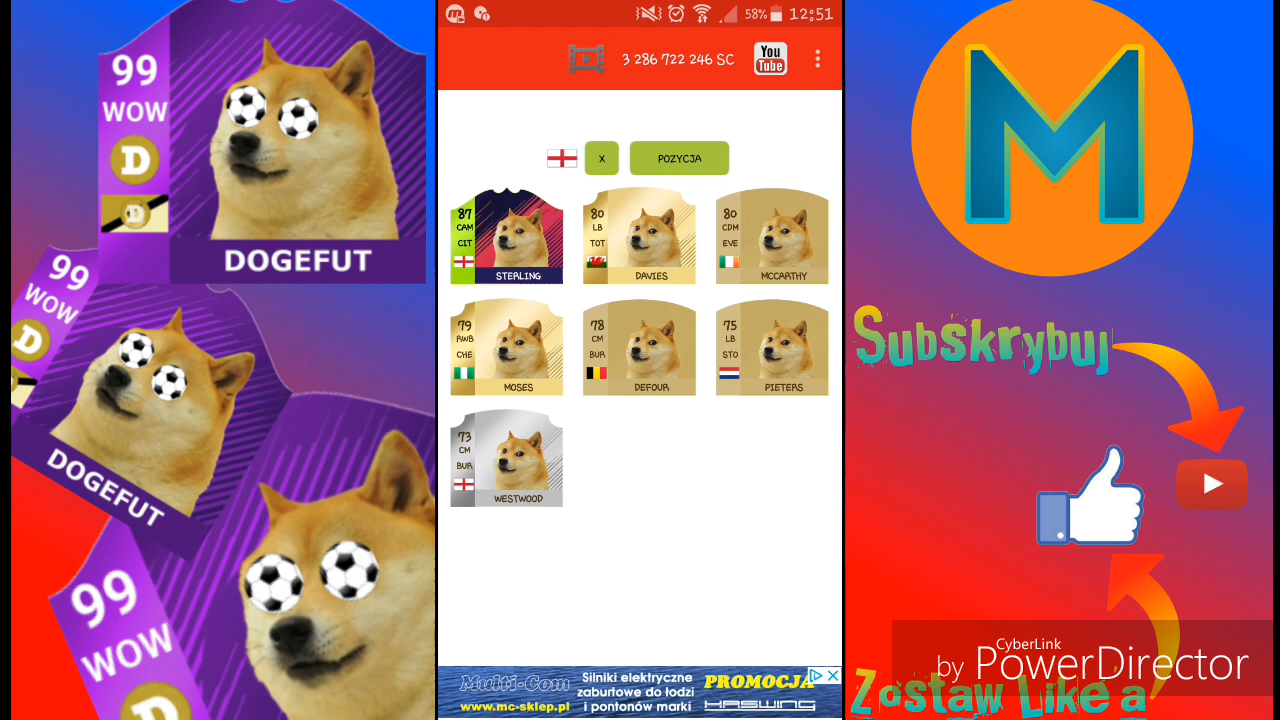 99
WOW
D
DOGEFUT
99
WOW
D
DOGEFUT
99
WOW
58% 12:51
3 286 722 246 SC
You
Tube
X
POZYCJA
87
CAM
CIT
STERLING
80
LB
TOT
DAVIES
80
CDM
EVE
MCCARTHY
79
RWB
CHE
MOSES
78
CM
BUR
DEFOUR
75
LB
STO
PIETERS
73
CM
BUR
WESTWOOD
Multi-Com
www.mc-sklep.pl
Silniki elektryczne
zaburtowe do łodzi
i pontonów marki
PROMOCJA
HASWING
M
Subskrybuj
CyberLink
by PowerDirector
Zostaw Like a